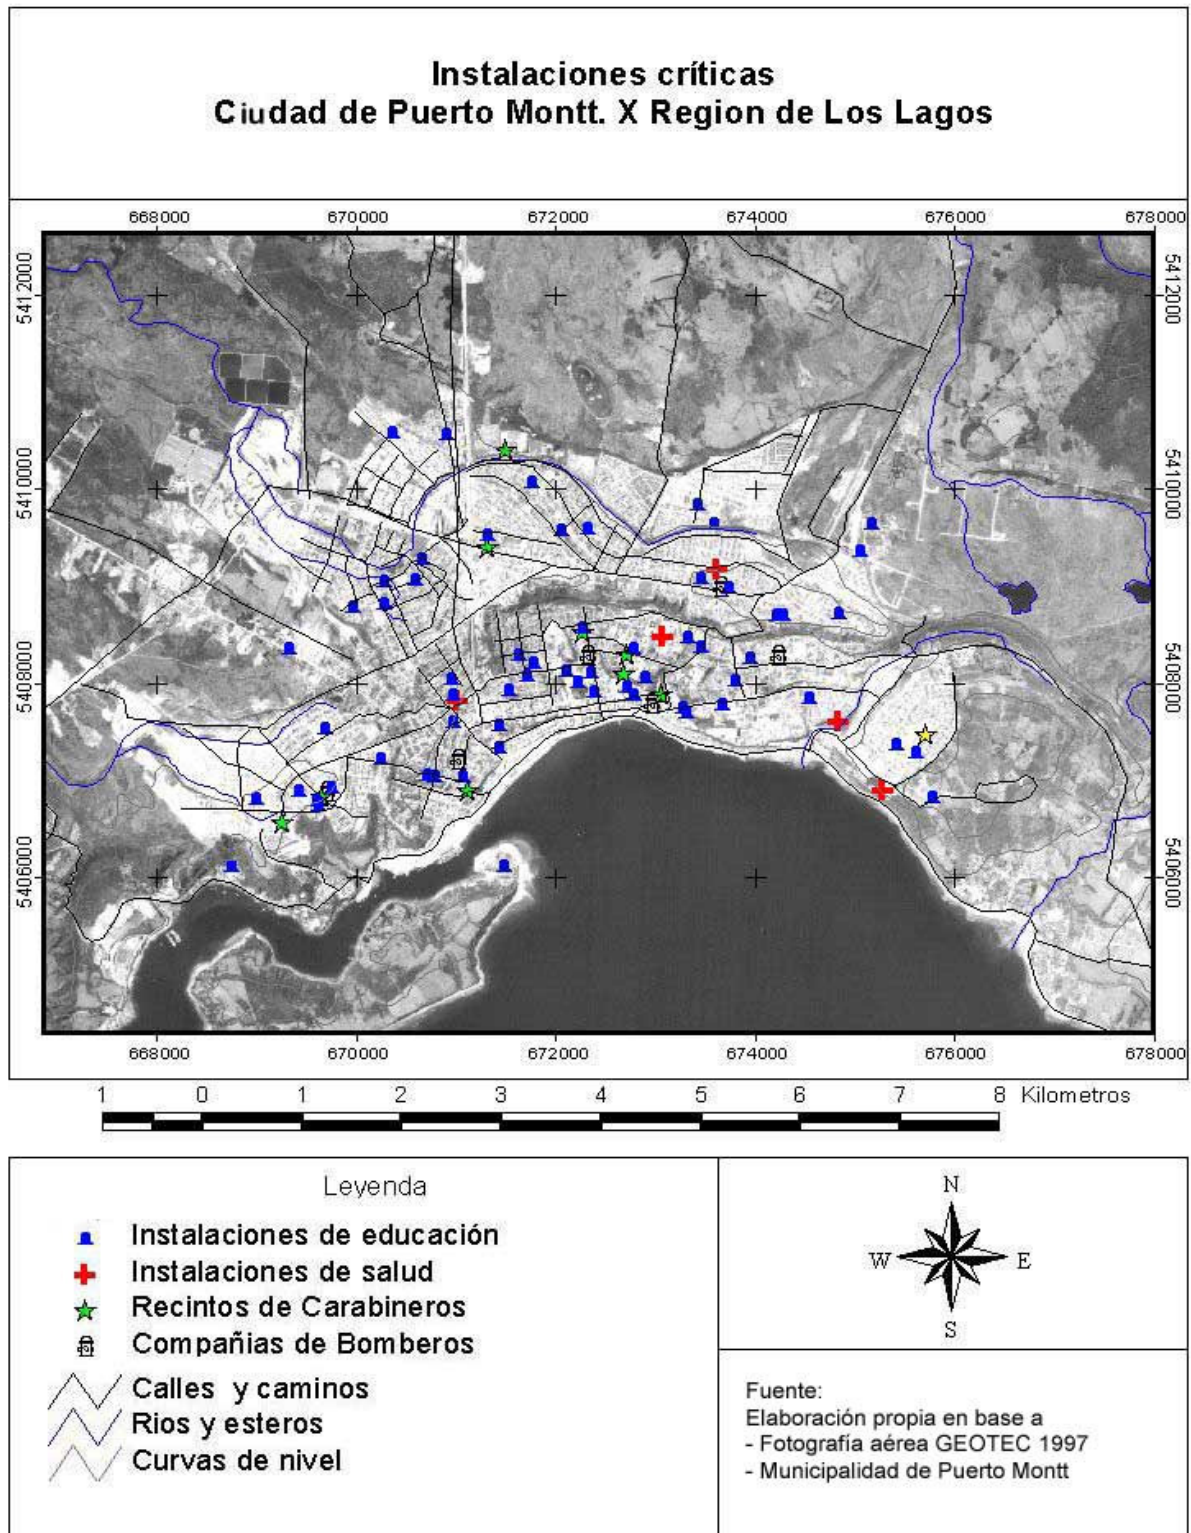 Instalaciones críticas
Ciudad de Puerto Montt. X Region de Los Lagos
668000 670000 672000 674000 676000 678000
5412000 5412000
5410000 5410000
5408000 5408000
5406000 5406000
668000 670000 672000 674000 676000 678000
1 0 1 2 3 4 5 6 7 8 Kilometros
Leyenda
Instalaciones de educación
Instalaciones de salud
Recintos de Carabineros
Compañias de Bomberos
Calles y caminos
Rios y esteros
Curvas de nivel
N
W E
S
Fuente:
Elaboración propia en base a
- Fotografía aérea GEOTEC 1997
- Municipalidad de Puerto Montt